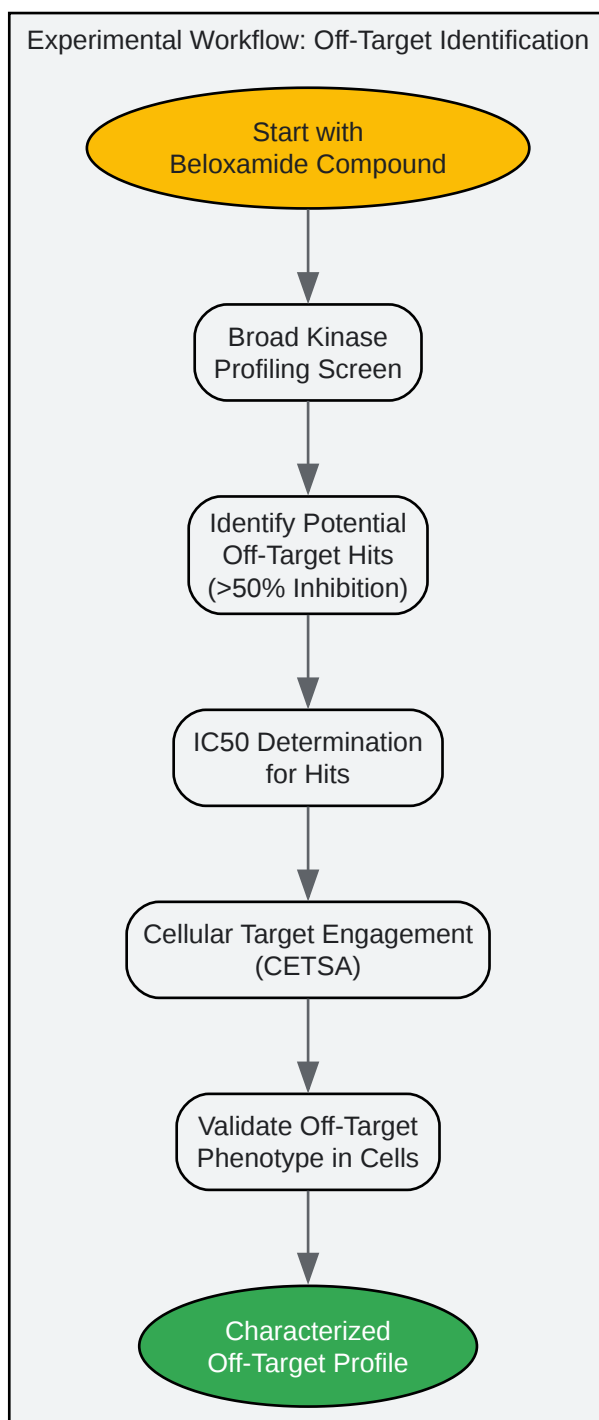 Experimental Workflow: Off-Target Identification
Start with
Beloxamide Compound
Broad Kinase
Profiling Screen
Identify Potential
Off-Target Hits
(>50% Inhibition)
IC50 Determination
for Hits
Cellular Target Engagement
(CETSA)
Validate Off-Target
Phenotype in Cells
Characterized
Off-Target Profile